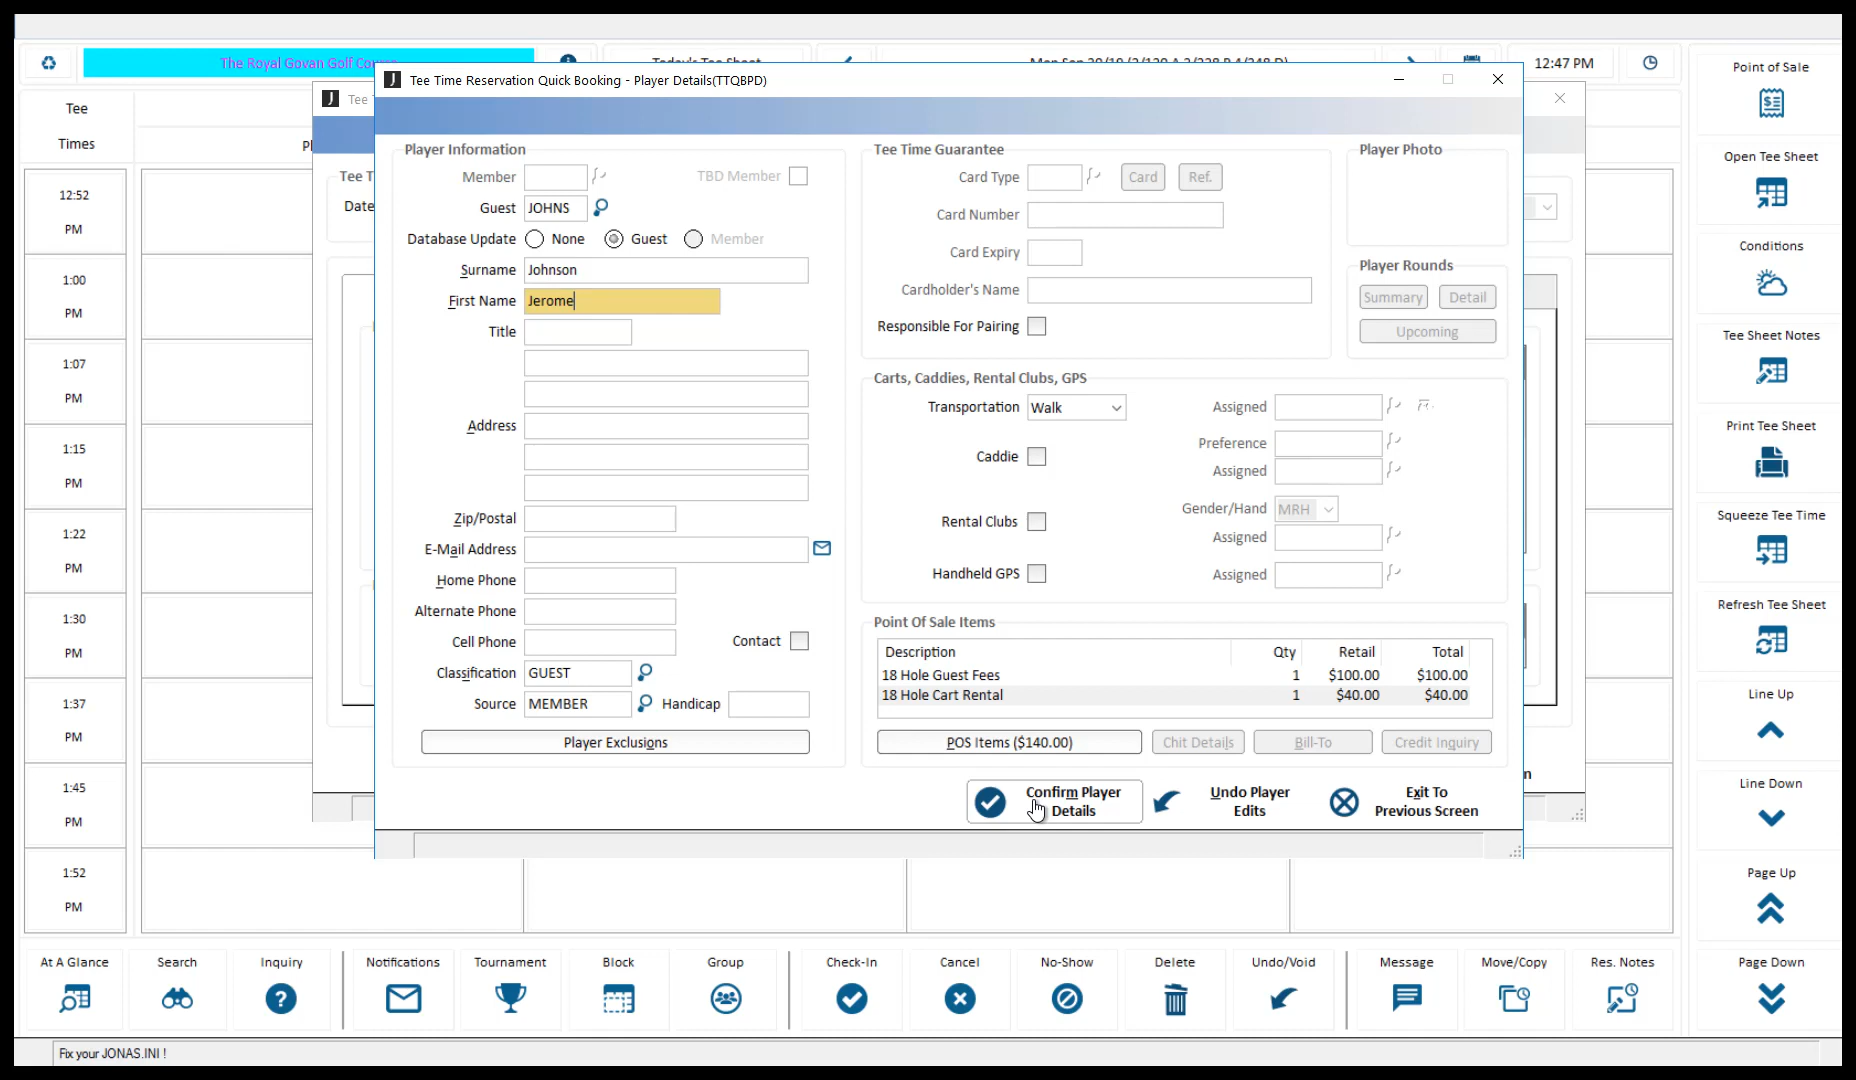 The Royal Govan Golf Co
12:47 PM
Tee Time Reservation Quick Booking - Player Details(TTQBPD)
Tee
Times
12:52
PM
1:00
PM
1:07
PM
1:15
PM
1:22
PM
1:30
PM
1:37
PM
1:45
PM
1:52
PM
Tee
Pl
Tee T
Date
Player Information
Member
TBD Member
Guest JOHNS
Database Update None Guest Member
Surname Johnson
First Name Jerome
Title
Address
Zip/Postal
E-Mail Address
Home Phone
Alternate Phone
Cell Phone Contact
Classification GUEST
Source MEMBER Handicap
Player Exclusions
Tee Time Guarantee
Card Type Card Ref.
Card Number
Card Expiry
Cardholder's Name
Responsible For Pairing
Player Photo
Player Rounds
Summary Detail
Upcoming
Carts, Caddies, Rental Clubs, GPS
Transportation Walk Assigned
Preference
Caddie Assigned
Gender/Hand MRH
Rental Clubs Assigned
Handheld GPS Assigned
Point Of Sale Items
Description Qty Retail Total
18 Hole Guest Fees 1 $100.00 $100.00
18 Hole Cart Rental 1 $40.00 $40.00
POS Items ($140.00) Chit Details Bill-To Credit Inquiry
Confirm Player
Details
Undo Player
Edits
Exit To
Previous Screen
n
Point of Sale
Open Tee Sheet
Conditions
Tee Sheet Notes
Print Tee Sheet
Squeeze Tee Time
Refresh Tee Sheet
Line Up
Line Down
Page Up
Page Down
At A Glance
Search
Inquiry
Notifications
Tournament
Block
Group
Check-In
Cancel
No-Show
Delete
Undo/Void
Message
Move/Copy
Res. Notes
Fix your JONAS.INI !